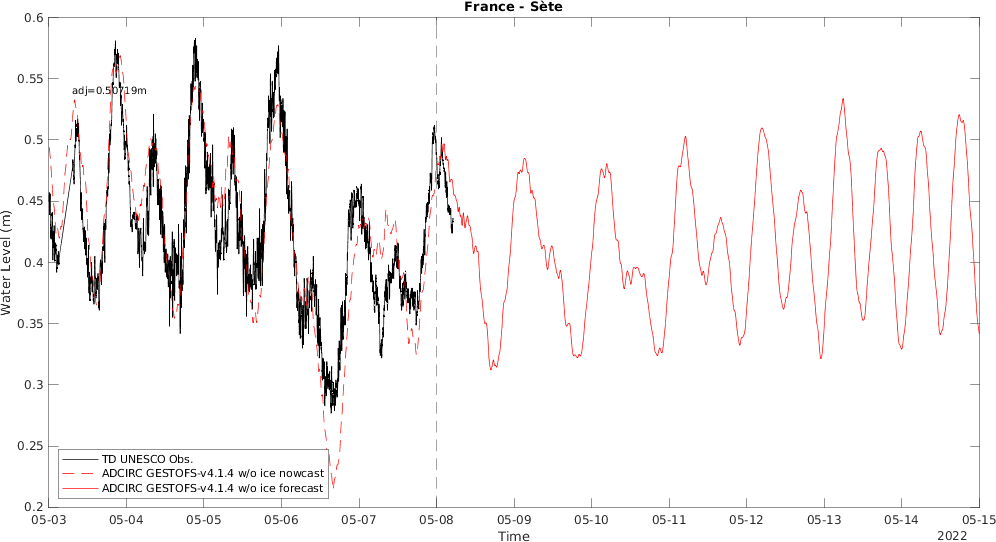 France - Sète
0.6
0.55
0.5
0.45
0.4
0.35
0.3
0.25
0.2
Water Level (m)
adj=0.50719m
TD UNESCO Obs.
ADCIRC GESTOFS-v4.1.4 w/o ice nowcast
ADCIRC GESTOFS-v4.1.4 w/o ice forecast
05-03 05-04 05-05 05-06 05-07 05-08 05-09 05-10 05-11 05-12 05-13 05-14 05-15
Time
2022